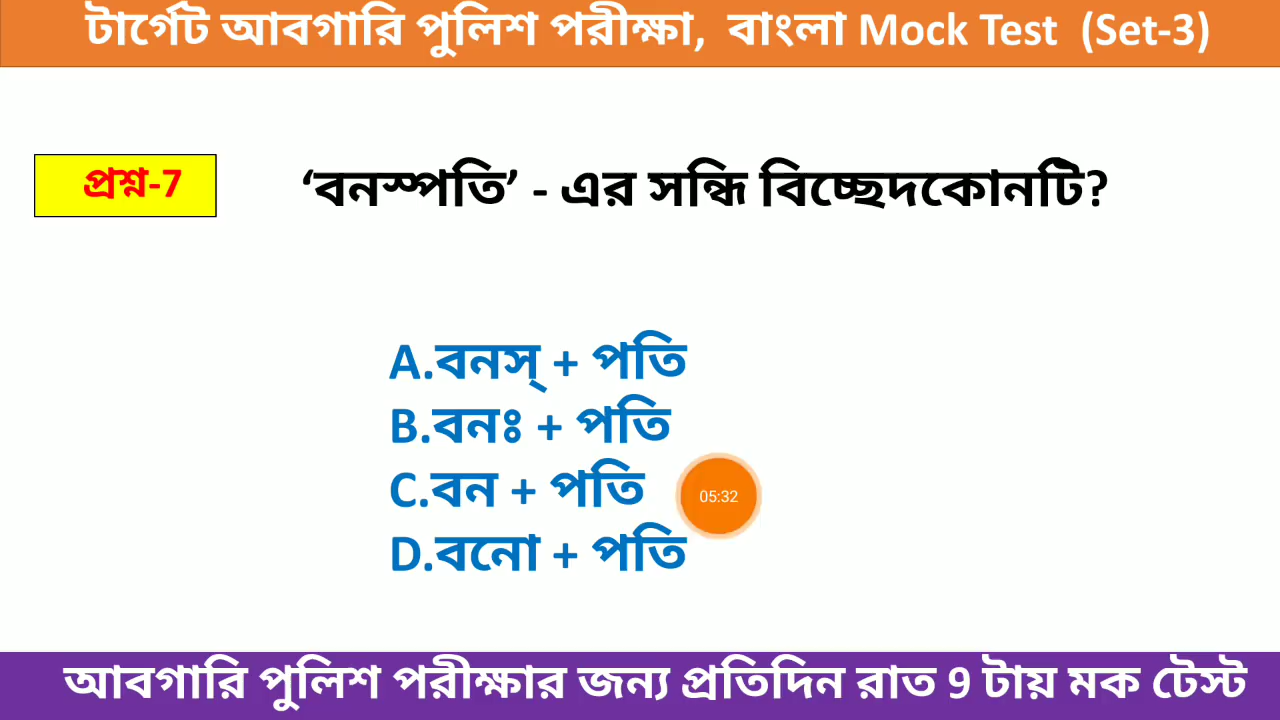 টার্গেট আবগারি পুলিশ পরীক্ষা, বাংলা Mock Test (Set-3)
প্রশ্ন-7
‘বনস্পতি’ - এর সন্ধি বিচ্ছেদকোনটি?
A.বনস্ + পতি
B.বনঃ + পতি
C.বন + পতি
05:32
D.বনো + পতি
আবগারি পুলিশ পরীক্ষার জন্য প্রতিদিন রাত 9 টায় মক টেস্ট